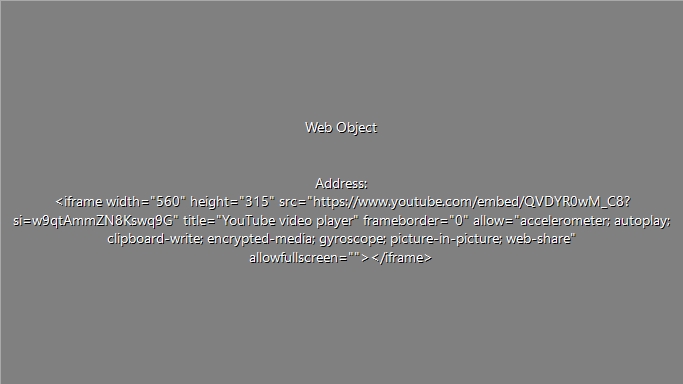 Web Object
Address:
<iframe width="560" height="315" src="https://www.youtube.com/embed/QVDYR0wM_C8?
si=w9qtAmmZN8Kswq9G" title="YouTube video player" frameborder="0" allow="accelerometer; autoplay;
clipboard-write; encrypted-media; gyroscope; picture-in-picture; web-share"
allowfullscreen=""></iframe>